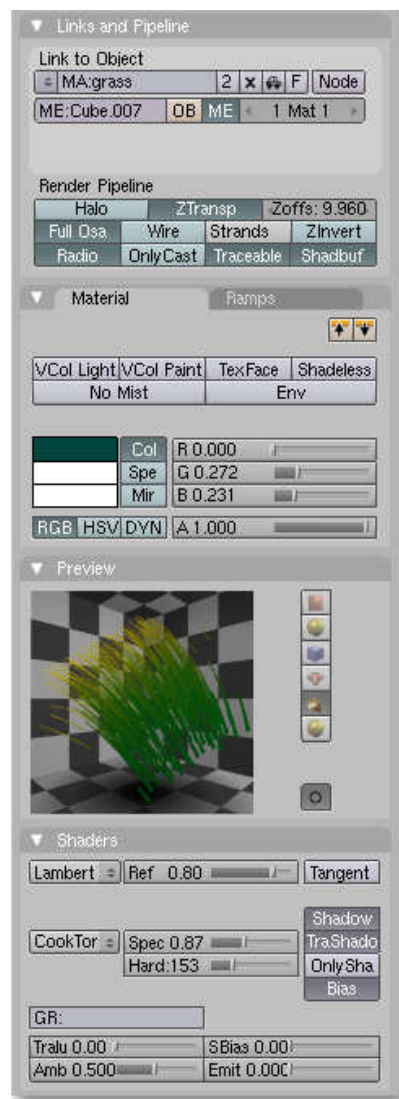 Links and Pipeline
Link to Object
MA:grass 2 X F Node
ME:Cube.007 OB ME 1 Mat 1
Render Pipeline
Halo ZTransp Zoffs: 9.960
Full Osa Wire Strands ZInvert
Radio OnlyCast Traceable Shadbuf
Material Ramps
VCol Light VCol Paint TexFace Shadeless
No Mist Env
Col R 0.000
Spe G 0.272
Mir B 0.231
RGB HSV DYN A 1.000
Preview
Shaders
Lambert Ref 0.80 Tangent
Shadow
CookTor Spec 0.87 TraShado
Hard:153 OnlySha
Bias
GR:
Tralu 0.00 SBias 0.00
Amb 0.500 Emit 0.000